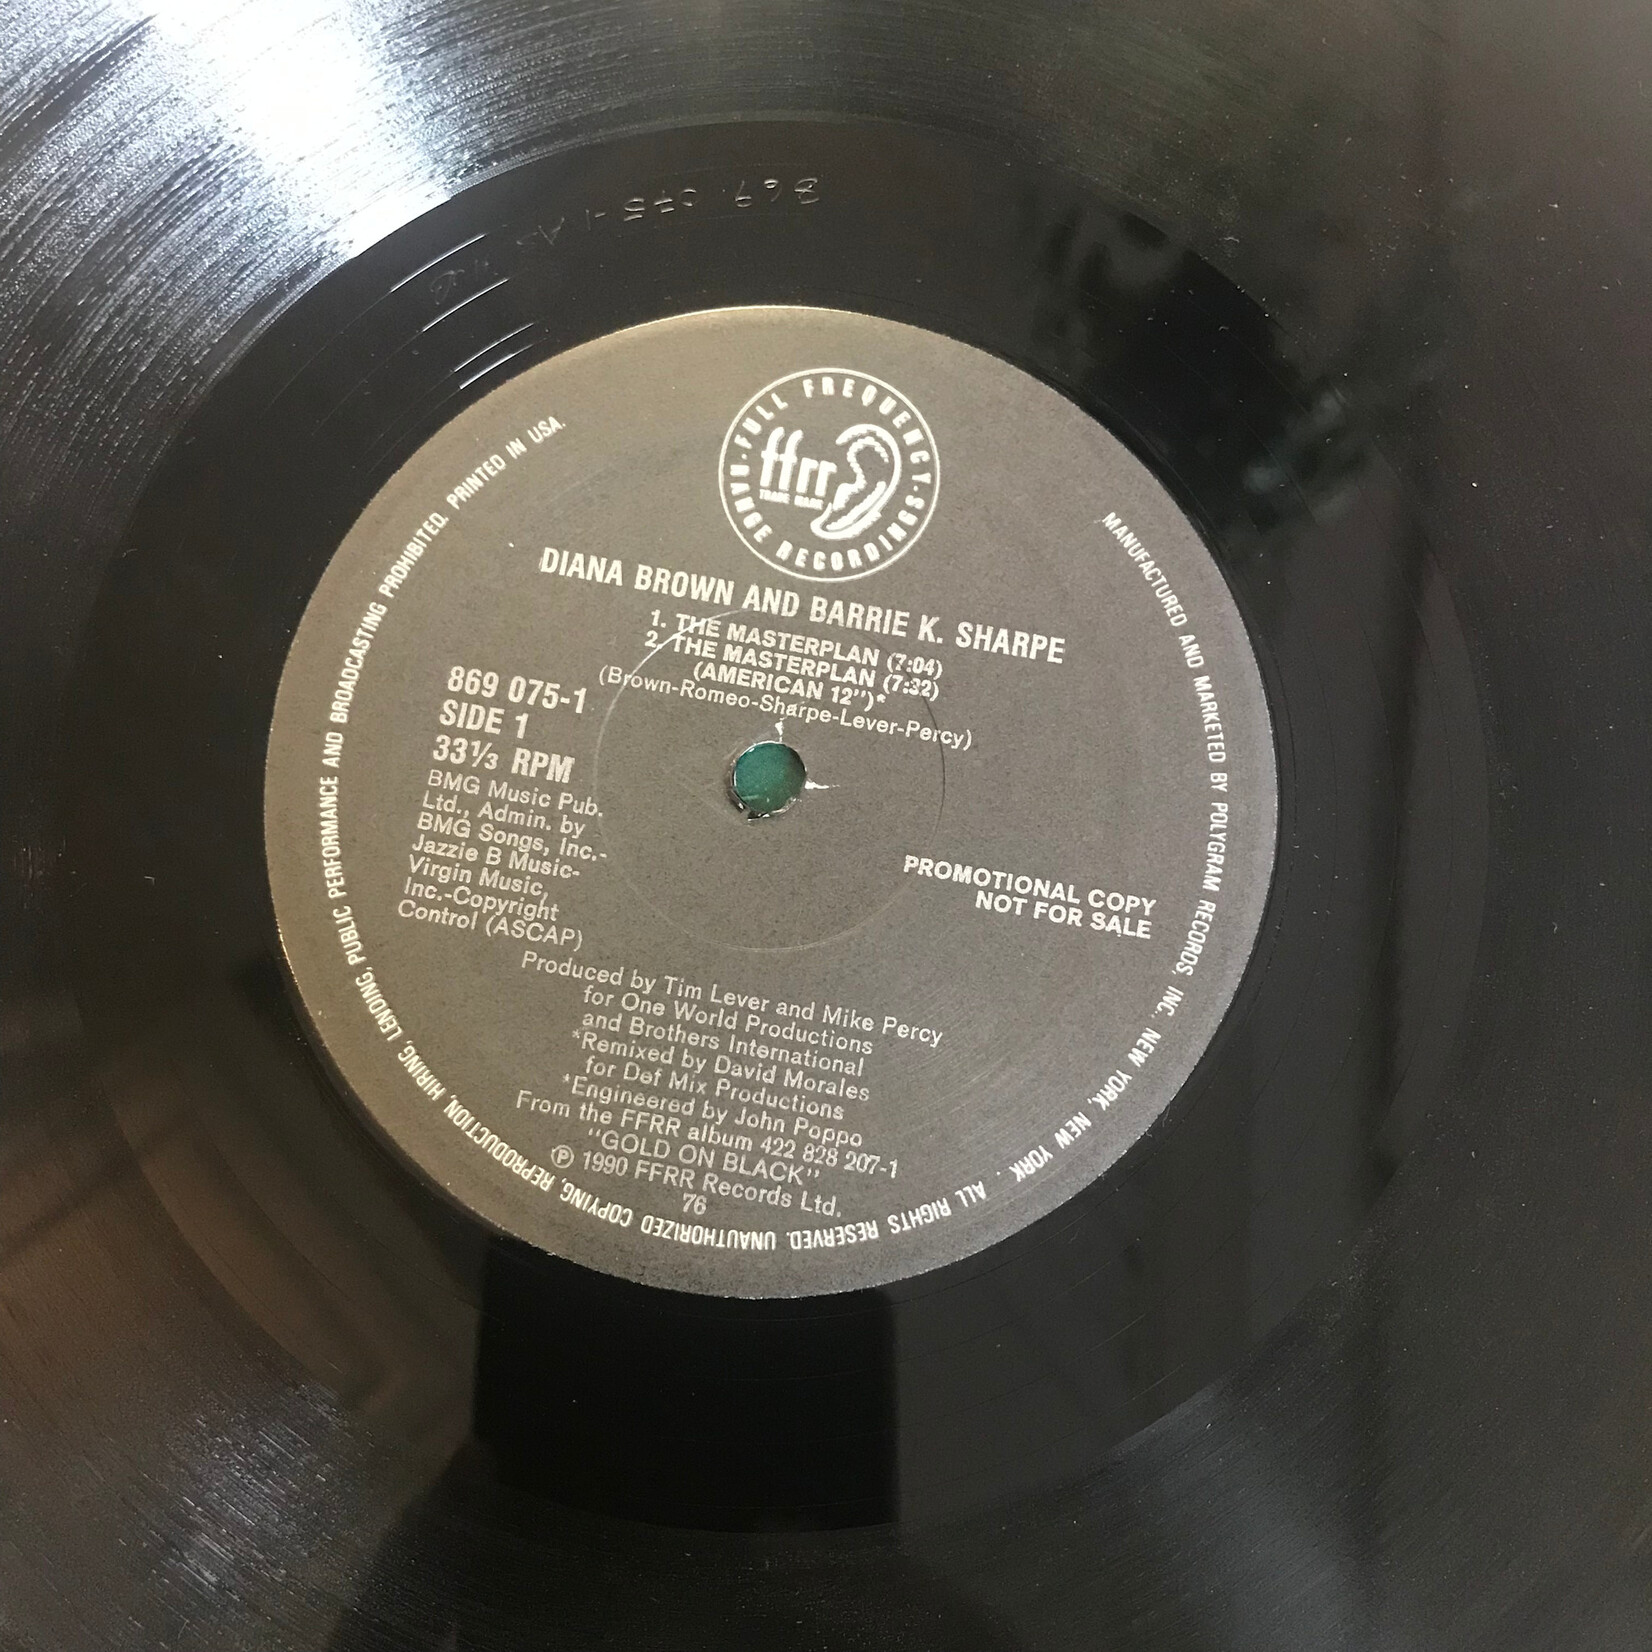 869 075-1A
FULL FREQUENCY
RANGE RECORDINGS
ffrr
TRADE MARK
DIANA BROWN AND BARRIE K. SHARPE
1. THE MASTERPLAN (7:04)
2. THE MASTERPLAN (7:32)
(AMERICAN 12")*
(Brown-Romeo-Sharpe-Lever-Percy)
869 075-1
SIDE 1
33⅓ RPM
BMG Music Pub.
Ltd., Admin. by
BMG Songs, Inc.-
Jazzie B Music-
Virgin Music,
Inc.-Copyright
Control (ASCAP)
PROMOTIONAL COPY
NOT FOR SALE
Produced by Tim Lever and Mike Percy
for One World Productions
and Brothers International
*Remixed by David Morales
for Def Mix Productions
*Engineered by John Poppo
From the FFRR album 422 828 207-1
"GOLD ON BLACK"
℗ 1990 FFRR Records Ltd.
76
MANUFACTURED AND MARKETED BY POLYGRAM RECORDS, INC., NEW YORK, NEW YORK. ALL RIGHTS RESERVED. UNAUTHORIZED COPYING, REPRODUCTION, HIRING, LENDING, PUBLIC PERFORMANCE AND BROADCASTING PROHIBITED. PRINTED IN USA.